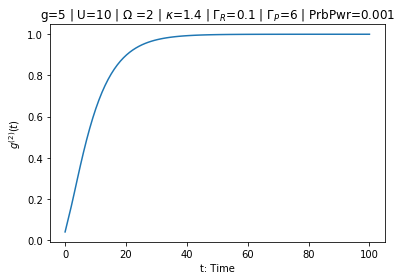 g=5 | U=10 | Ω =2 | κ=1.4 | Γ_R=0.1 | Γ_P=6 | PrbPwr=0.001
1.0
0.8
0.6
0.4
0.2
0.0
g^(2)(t)
0 20 40 60 80 100
t: Time